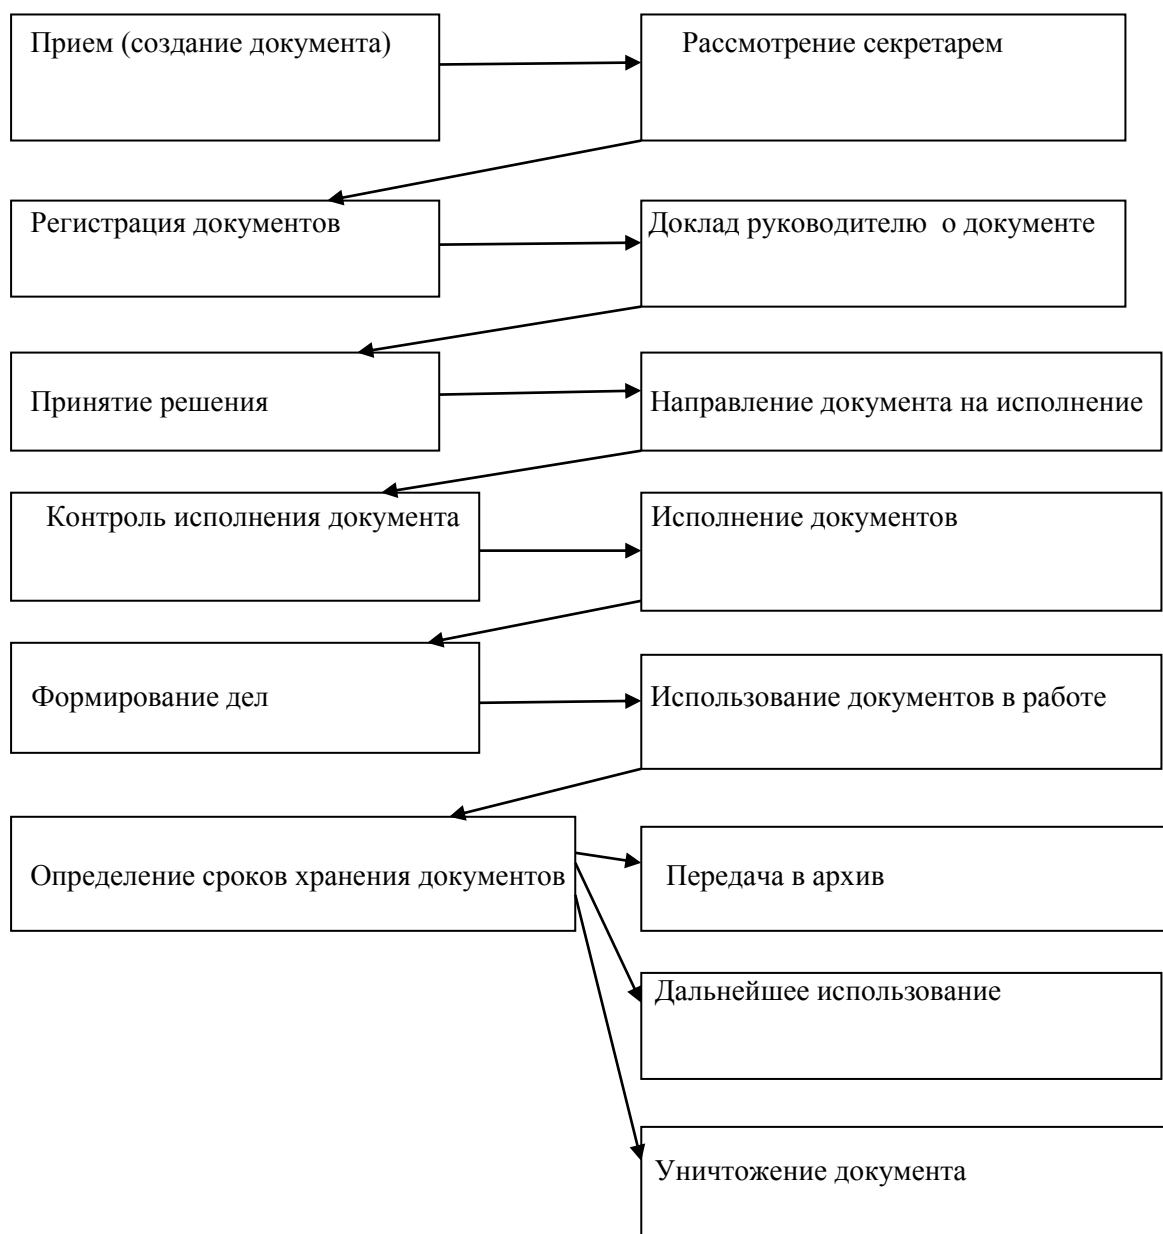 Прием (создание документа)
Рассмотрение секретарем
Регистрация документов
Доклад руководителю о документе
Принятие решения
Направление документа на исполнение
Контроль исполнения документа
Исполнение документов
Формирование дел
Использование документов в работе
Определение сроков хранения документов
Передача в архив
Дальнейшее использование
Уничтожение документа